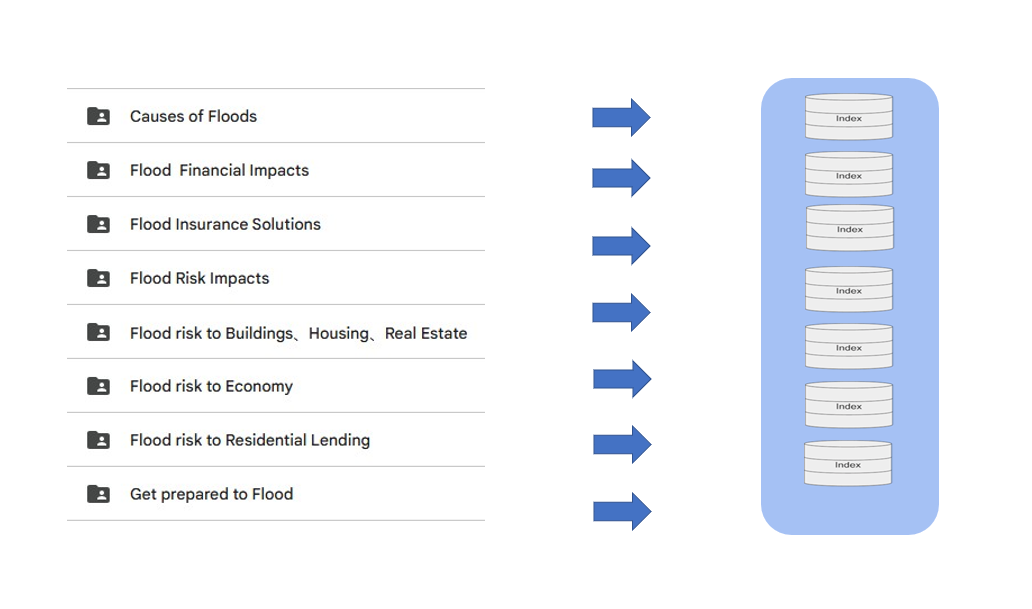 Causes of Floods
Flood  Financial Impacts
Flood Insurance Solutions
Flood Risk Impacts
Flood risk to Buildings、Housing、Real Estate
Flood risk to Economy
Flood risk to Residential Lending
Get prepared to Flood
Index
Index
Index
Index
Index
Index
Index